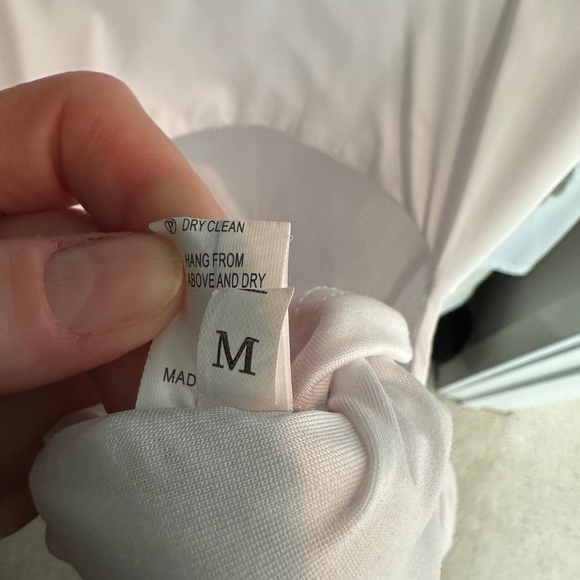 Ⓟ DRY CLEAN
HANG FROM
ABOVE AND DRY
M
MAD